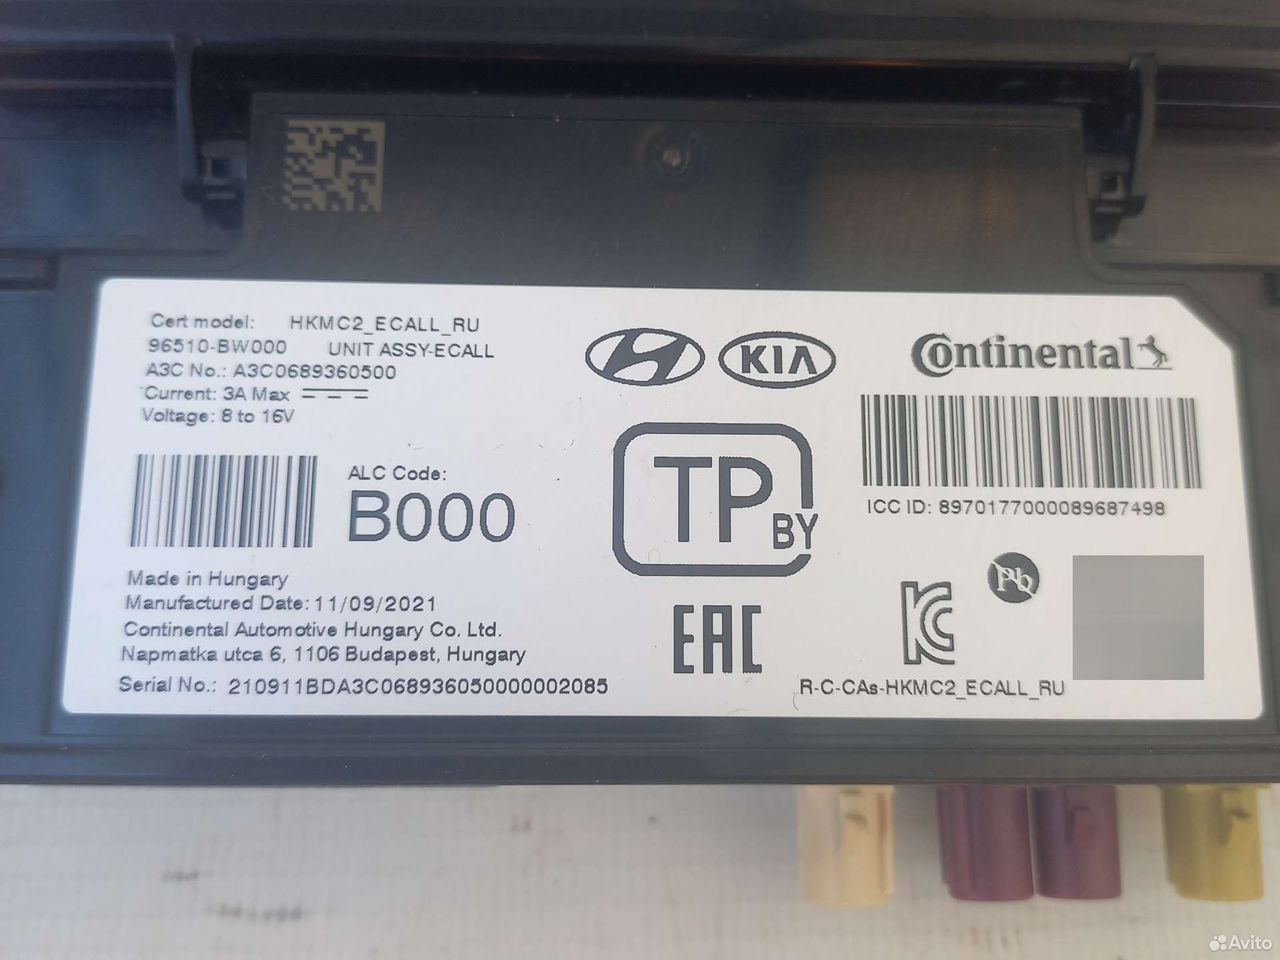 Cert model: HKMC2_ECALL_RU
96510-BW000 UNIT ASSY-ECALL
A3C No.: A3C0689360500
Current: 3A Max
Voltage: 8 to 16V
KIA
Continental
ALC Code:
B000
TP BY
ICC ID: 8970177000089687498
Made in Hungary
Manufactured Date: 11/09/2021
Continental Automotive Hungary Co. Ltd.
Napmatka utca 6, 1106 Budapest, Hungary
Serial No.: 210911BDA3C068936050000002085
EAC
KC
Pb
R-C-CAs-HKMC2_ECALL_RU
Avito